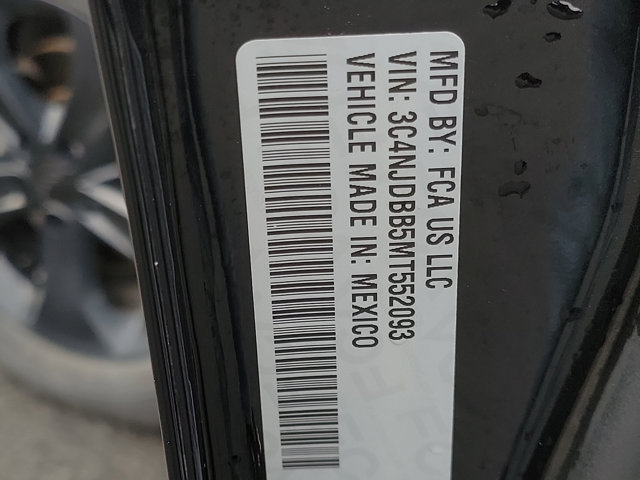 MFD BY: FCA US LLC
VIN: 3C4NJDBB5MT552093
VEHICLE MADE IN: MEXICO